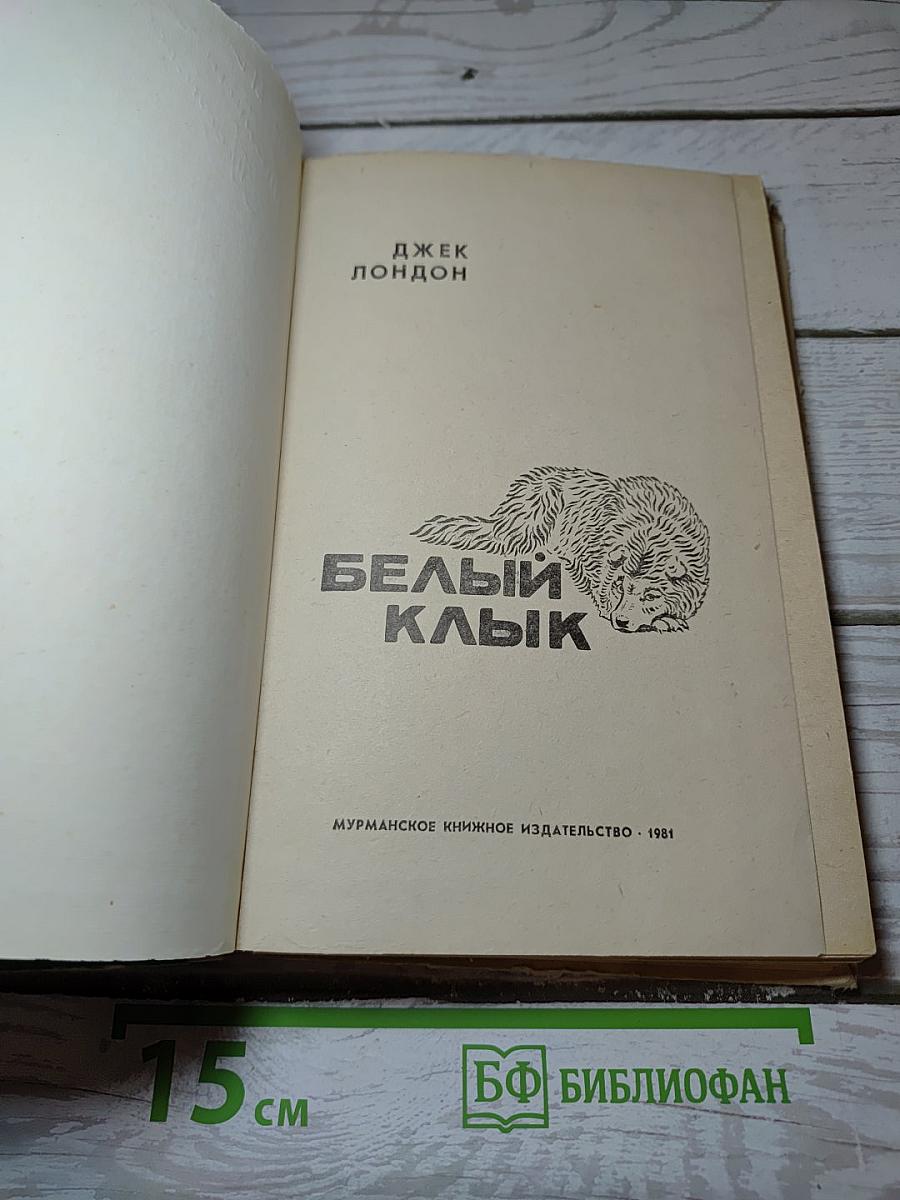 ДЖЕК
ЛОНДОН
БЕЛЫЙ
КЛЫК
МУРМАНСКОЕ КНИЖНОЕ ИЗДАТЕЛЬСТВО · 1981
15 см
БФ БИБЛИОФАН